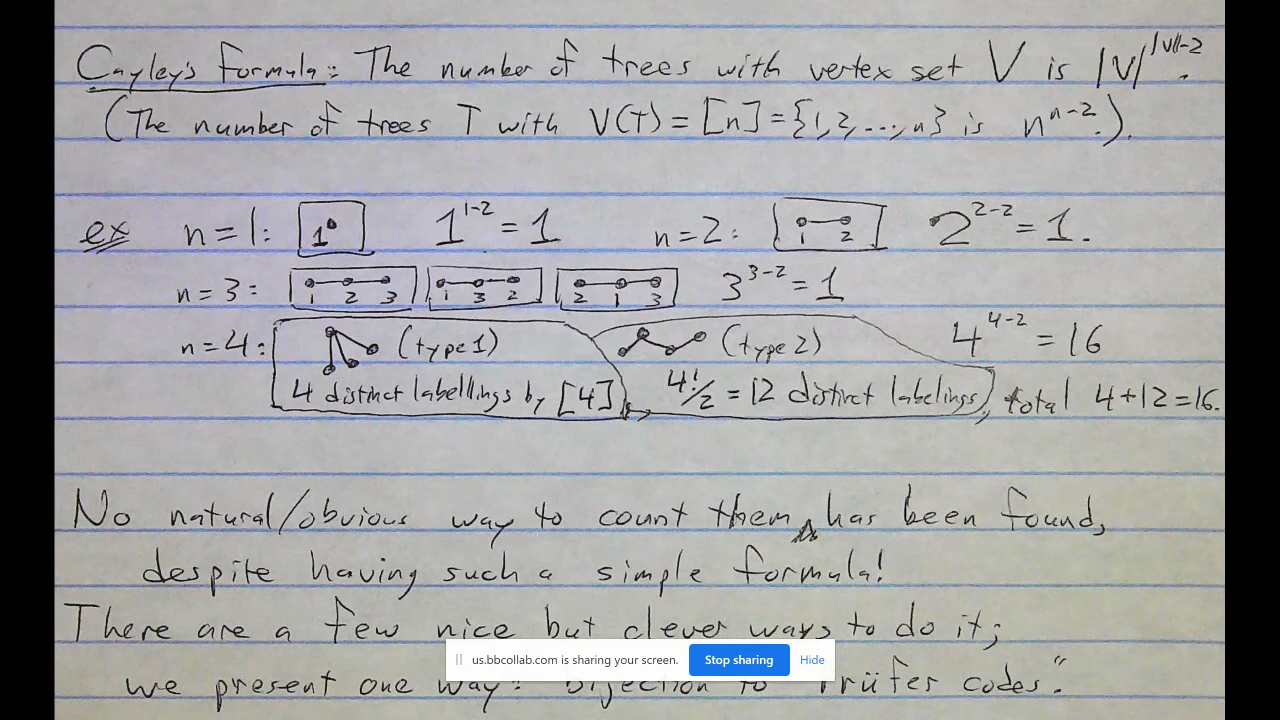 Cayley's Formula: The number of trees with vertex set V is |V|^|V|-2.
(The number of trees T with V(T) = [n] = {1, 2, ..., n} is n^n-2.).
ex n=1: 1 1^1-2 = 1 n=2: 1 2 2^2-2 = 1.
n=3: 1 2 3 1 3 2 2 1 3 3^3-2 = 1
n=4: (type 1) (type 2) 4^4-2 = 16
4 distinct labellings by [4], 4!/2 = 12 distinct labelings, total 4+12=16.
No natural/obvious way to count them has been found,
despite having such a simple formula!
There are a few nice but clever ways to do it;
us.bbcollab.com is sharing your screen. Stop sharing Hide
we present one way: bijection to Prüfer codes."